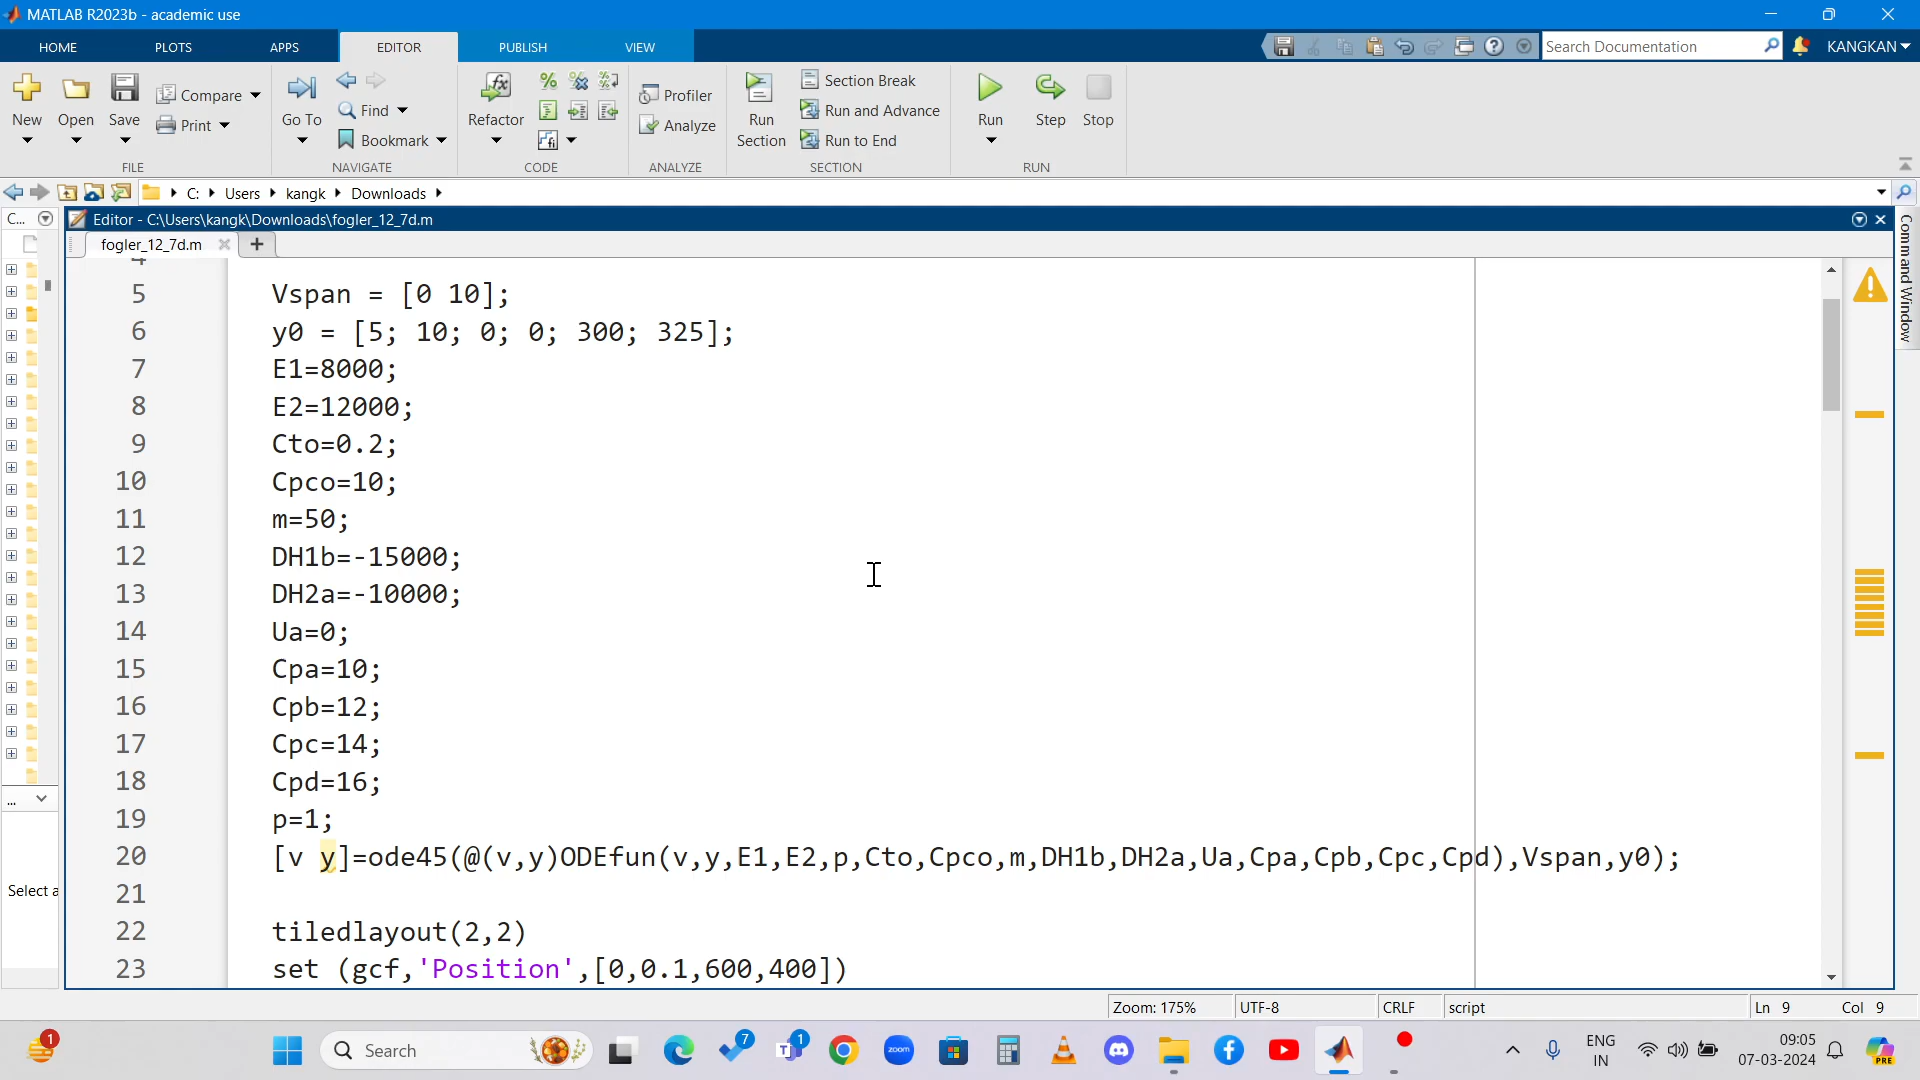 MATLAB R2023b - academic use
HOME PLOTS APPS EDITOR PUBLISH VIEW
Search Documentation
KANGKAN
New Open Save Compare Print
FILE
Go To Find Bookmark
NAVIGATE
Refactor
CODE
Profiler Analyze
ANALYZE
Run Section Section Break Run and Advance Run to End
SECTION
Run Step Stop
RUN
C: Users kangk Downloads
C...
Editor - C:\Users\kangk\Downloads\fogler_12_7d.m
fogler_12_7d.m
Command Window
4
5 Vspan = [0 10];
6 y0 = [5; 10; 0; 0; 300; 325];
7 E1=8000;
8 E2=12000;
9 Cto=0.2;
10 Cpco=10;
11 m=50;
12 DH1b=-15000;
13 DH2a=-10000;
14 Ua=0;
15 Cpa=10;
16 Cpb=12;
17 Cpc=14;
18 Cpd=16;
19 p=1;
20 [v y]=ode45(@(v,y)ODEfun(v,y,E1,E2,p,Cto,Cpco,m,DH1b,DH2a,Ua,Cpa,Cpb,Cpc,Cpd),Vspan,y0);
21
22 tiledlayout(2,2)
23 set (gcf,'Position',[0,0.1,600,400])
...
Select a
Zoom: 175% UTF-8 CRLF script Ln 9 Col 9
1
Search
7
1
zoom
ENG
IN
09:05
07-03-2024
PRE